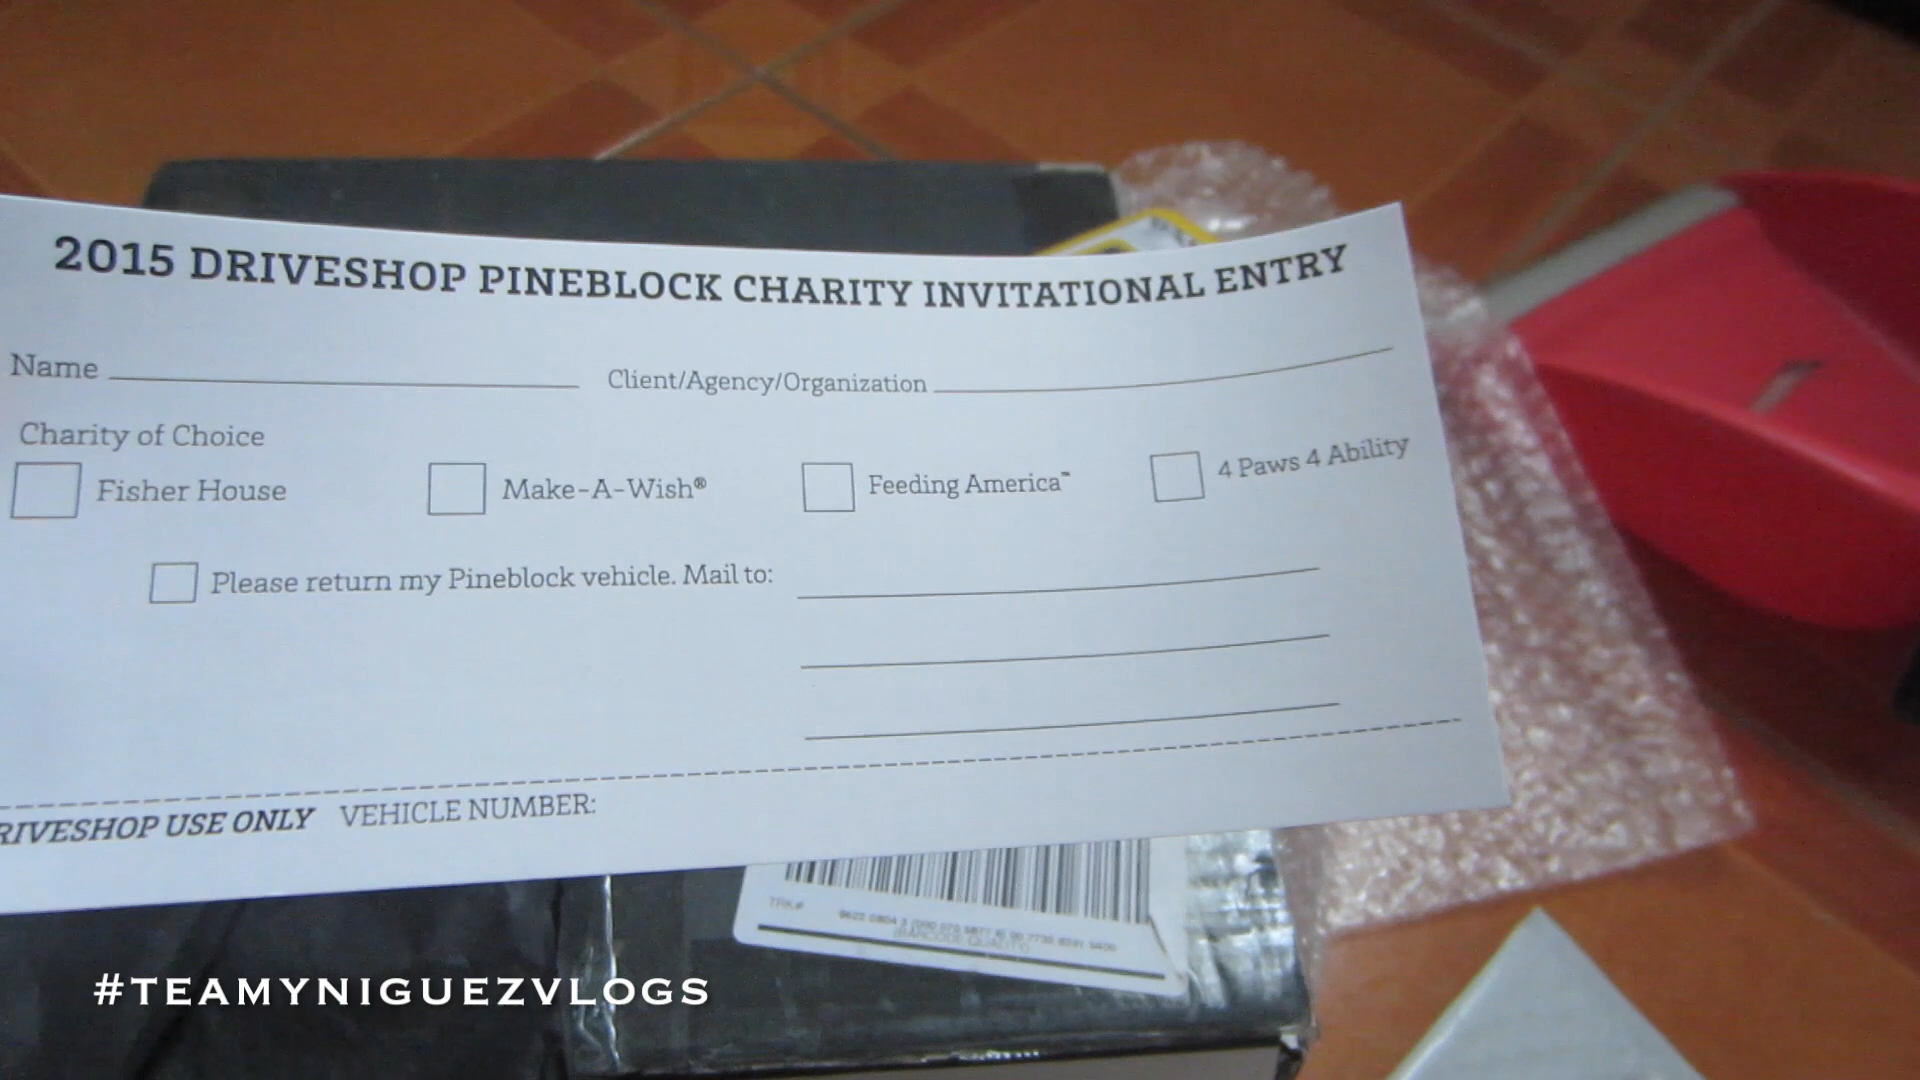 2015 DRIVESHOP PINEBLOCK CHARITY INVITATIONAL ENTRY
Name Client/Agency/Organization
Charity of Choice
Fisher House Make-A-Wish® Feeding America™ 4 Paws 4 Ability
Please return my Pineblock vehicle. Mail to:
RIVESHOP USE ONLY VEHICLE NUMBER:
TRK#
#TEAMYNIGUEZVLOGS